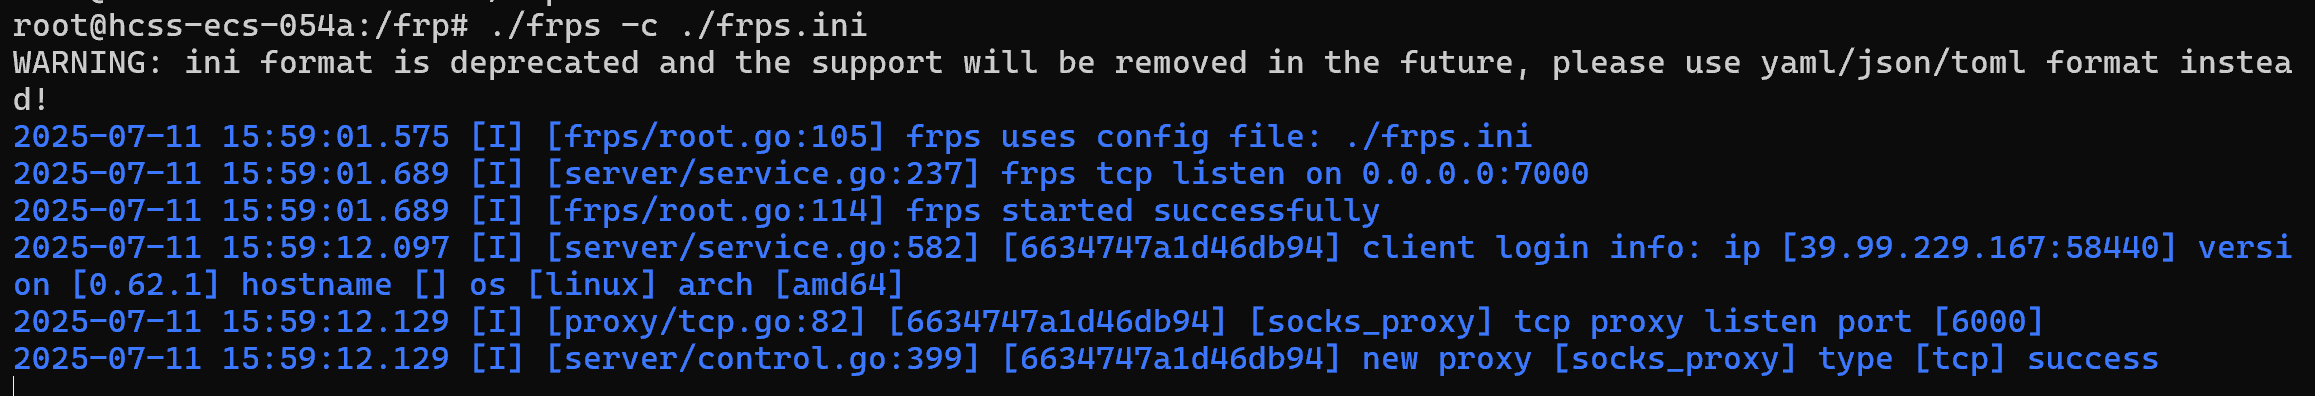 root@hcss-ecs-054a:/frp# ./frps -c ./frps.ini
WARNING: ini format is deprecated and the support will be removed in the future, please use yaml/json/toml format instea
d!
2025-07-11 15:59:01.575 [I] [frps/root.go:105] frps uses config file: ./frps.ini
2025-07-11 15:59:01.689 [I] [server/service.go:237] frps tcp listen on 0.0.0.0:7000
2025-07-11 15:59:01.689 [I] [frps/root.go:114] frps started successfully
2025-07-11 15:59:12.097 [I] [server/service.go:582] [6634747a1d46db94] client login info: ip [39.99.229.167:58440] versi
on [0.62.1] hostname [] os [linux] arch [amd64]
2025-07-11 15:59:12.129 [I] [proxy/tcp.go:82] [6634747a1d46db94] [socks_proxy] tcp proxy listen port [6000]
2025-07-11 15:59:12.129 [I] [server/control.go:399] [6634747a1d46db94] new proxy [socks_proxy] type [tcp] success